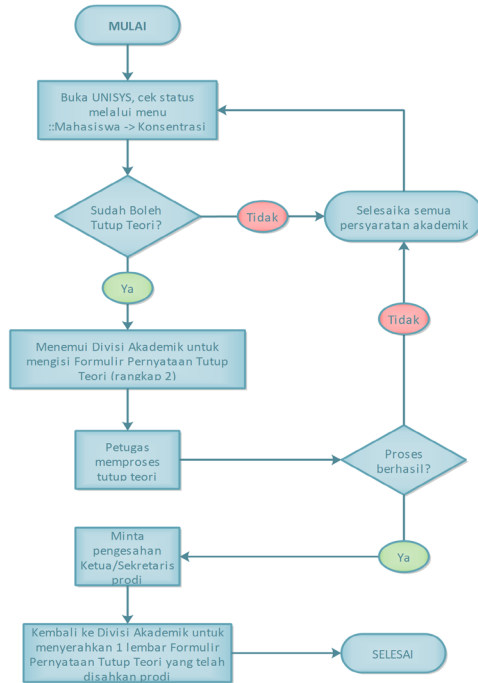 MULAI
Buka UNISYS, cek status
melalui menu
::Mahasiswa -> Konsentrasi
Sudah Boleh
Tutup Teori?
Tidak
Selesaika semua
persyaratan akademik
Ya
Tidak
Menemui Divisi Akademik untuk
mengisi Formulir Pernyataan Tutup
Teori (rangkap 2)
Petugas
memproses
tutup teori
Proses
berhasil?
Ya
Minta
pengesahan
Ketua/Sekretaris
prodi
Kembali ke Divisi Akademik untuk
menyerahkan 1 lembar Formulir
Pernyataan Tutup Teori yang telah
disahkan prodi
SELESAI